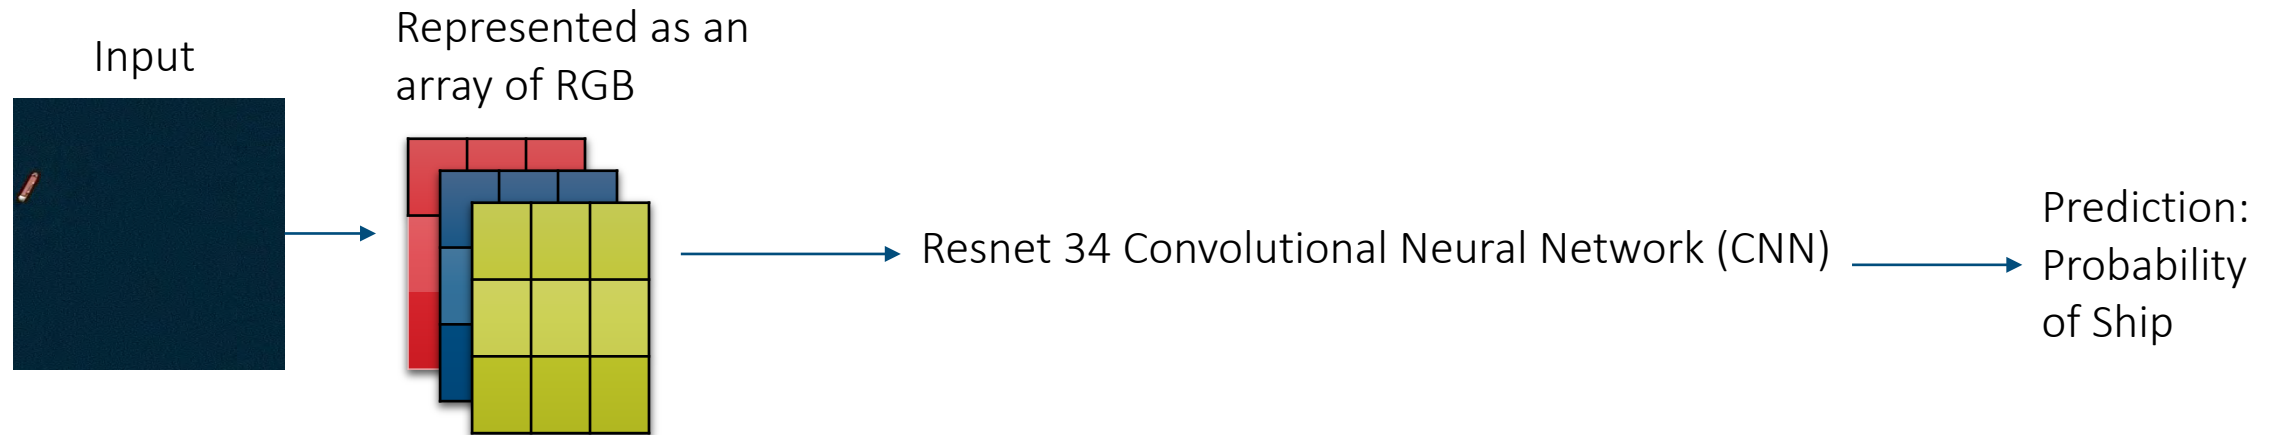 Input
Represented as an
array of RGB
Resnet 34 Convolutional Neural Network (CNN)
Prediction:
Probability
of Ship